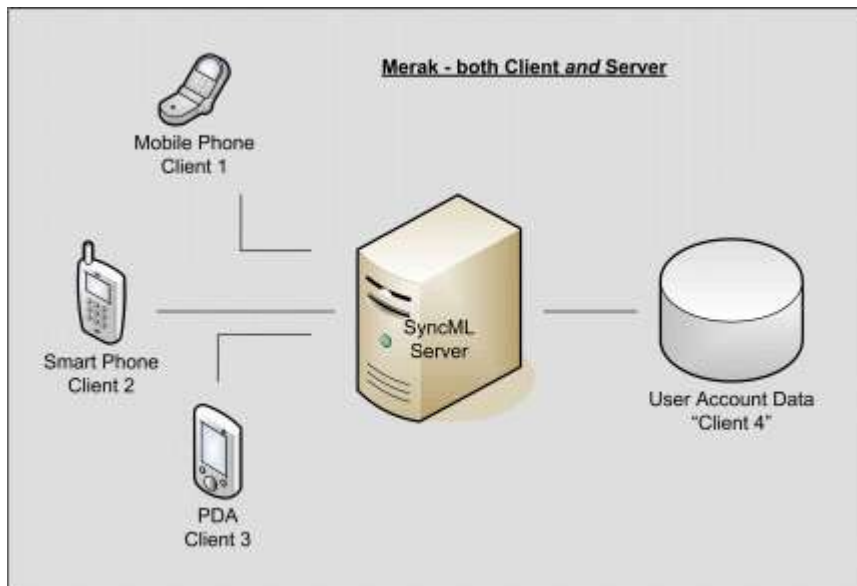 Merak - both Client and Server
Mobile Phone
Client 1
Smart Phone
Client 2
SyncML
Server
User Account Data
“Client 4”
PDA
Client 3